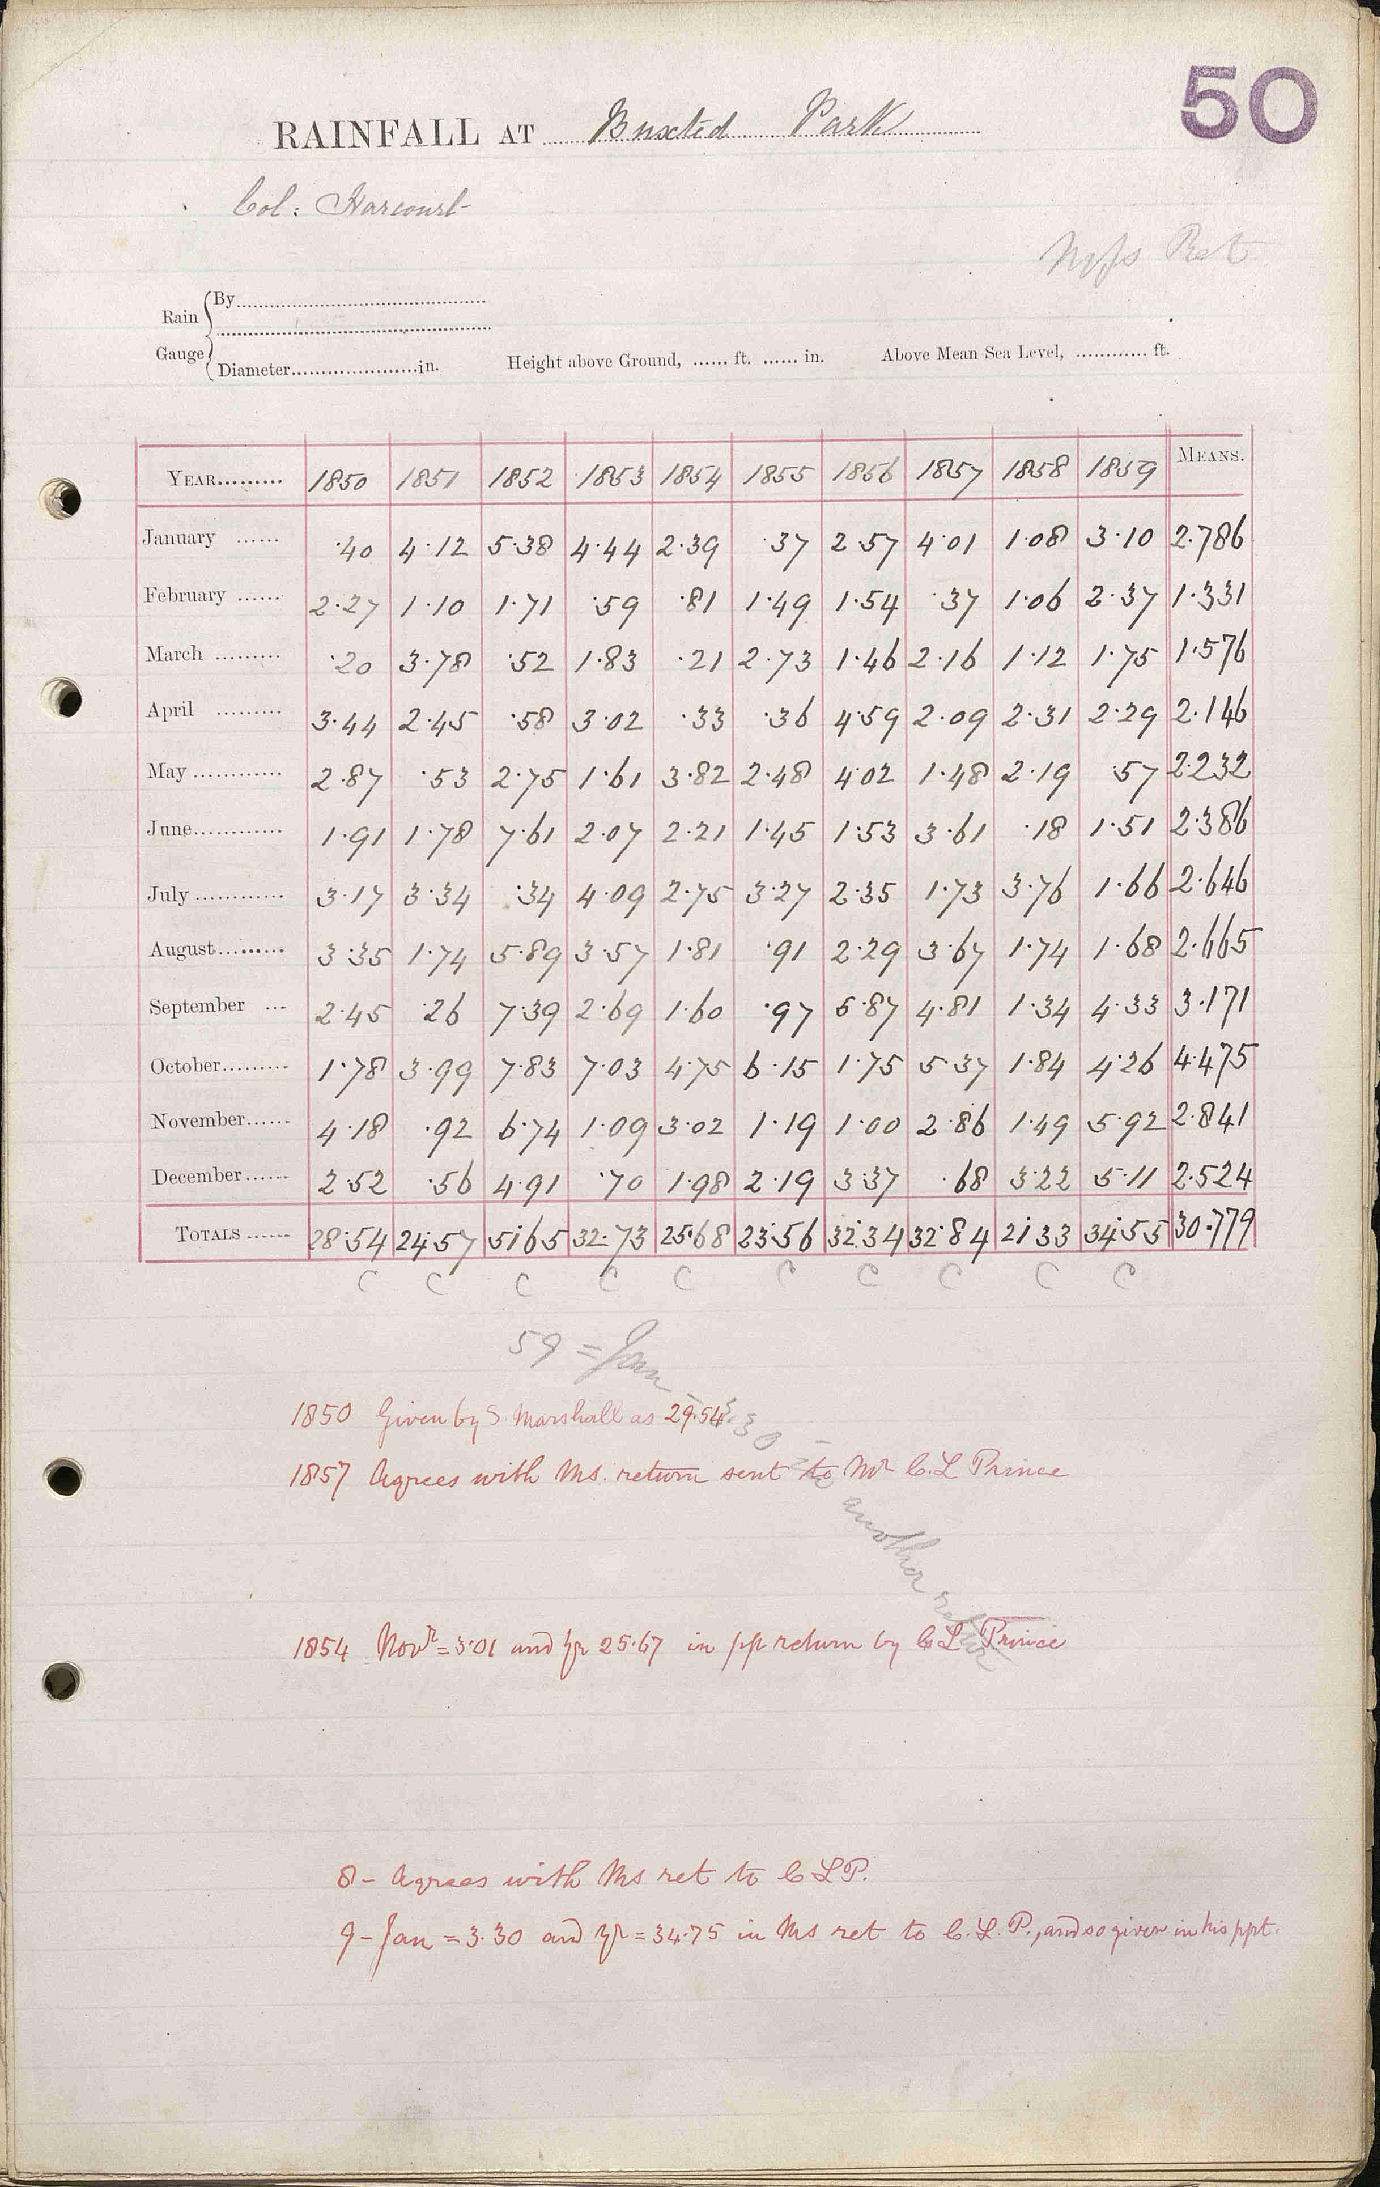 50
RAINFALL AT Buxted Park
Col: Harcourt
Rain Gauge
By
Diameter in. Height above Ground, ft. in. Above Mean Sea Level, ft.
YEAR 1850 1851 1852 1853 1854 1855 1856 1857 1858 1859 MEANS.
January ·40 4·12 5·38 4·44 2·39 ·37 2·57 4·01 1·08 3·10 2·786
February 2·27 1·10 1·71 ·59 ·81 1·49 1·54 ·37 1·06 2·37 1·331
March ·20 3·78 ·52 1·83 ·21 2·73 1·46 2·16 1·12 1·75 1·576
April 3·44 2·45 ·58 3·02 ·33 ·36 4·59 2·09 2·31 2·29 2·146
May 2·87 ·53 2·75 1·61 3·82 2·48 4·02 1·48 2·19 ·57 2·232
June 1·91 1·78 7·61 2·07 2·21 1·45 1·53 3·61 ·18 1·51 2·386
July 3·17 3·34 ·34 4·09 2·75 3·27 2·35 1·73 3·76 1·66 2·646
August 3·35 1·74 5·89 3·57 1·81 ·91 2·29 3·67 1·74 1·68 2·665
September 2·45 ·26 7·39 2·69 1·60 ·97 5·87 4·81 1·34 4·33 3·171
October 1·78 3·99 7·83 7·03 4·75 6·15 1·75 5·37 1·84 4·26 4·475
November 4·18 ·92 6·74 1·09 3·02 1·19 1·00 2·86 1·49 5·92 2·841
December 2·52 ·56 4·91 ·70 1·98 2·19 3·37 ·68 3·22 5·11 2·524
TOTALS 28·54 24·57 51·65 32·73 25·68 23·56 32·34 32·84 21·33 34·55 30·779
C C C C C C C C C C
59 = Jan 3.30 in another return
1850 Given by S. Marshall as 29·54
1857 Agrees with Ms. return sent to Mr C. L Prince
1854 Novr = 3·01 and yr 25·67 in ppt return by C L Prince
8 - Agrees with Ms ret to C L P.
9 - Jan = 3.30 and yr = 34·75 in Ms ret to C. L. P., and so given in his ppt.